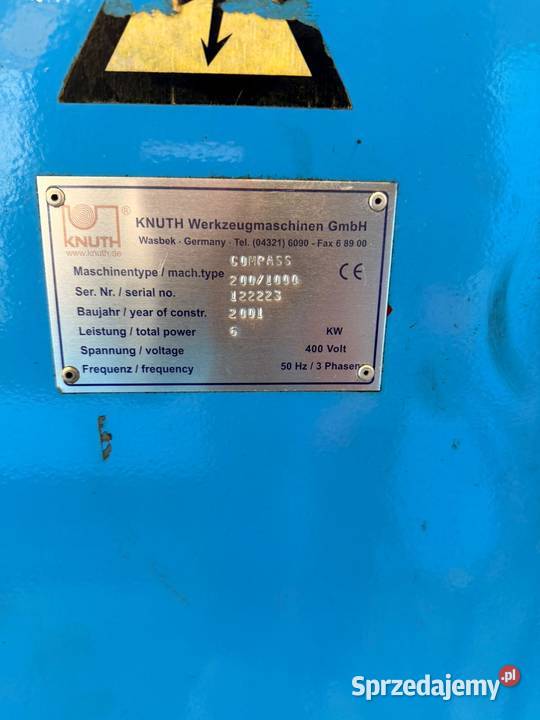 KNUTH Werkzeugmaschinen GmbH
Wasbek - Germany - Tel. (04321) 6090 - Fax 6 89 00
KNUTH ®
www.knuth.de
COMPASS
Maschinentype / mach.type 200/1000
CE
Ser. Nr. / serial no. 122223
Baujahr / year of constr. 2001
Leistung / total power 6 KW
Spannung / voltage 400 Volt
Frequenz / frequency 50 Hz / 3 Phasen
Sprzedajemy.pl